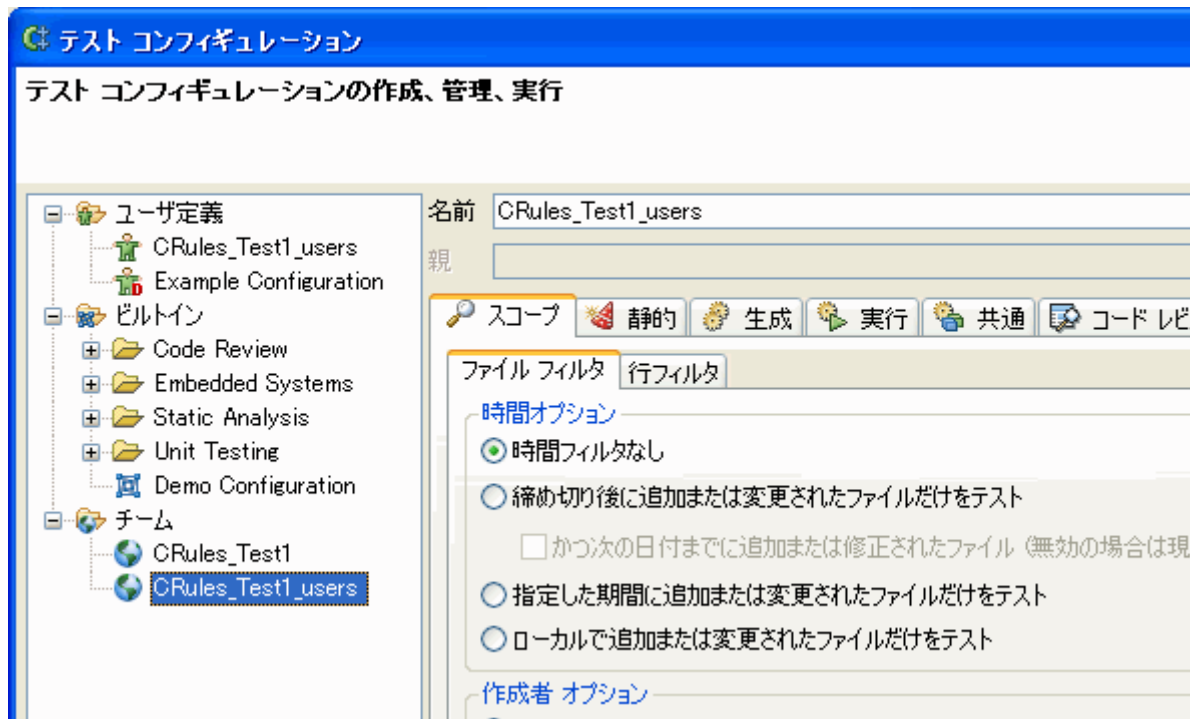 テスト コンフィギュレーション
テスト コンフィギュレーションの作成、管理、実行
ユーザ定義
CRules_Test1_users
Example Configuration
ビルトイン
Code Review
Embedded Systems
Static Analysis
Unit Testing
Demo Configuration
チーム
CRules_Test1
CRules_Test1_users
名前 CRules_Test1_users
親
スコープ 静的 生成 実行 共通 コード レビ
ファイル フィルタ 行フィルタ
時間オプション
時間フィルタなし
締め切り後に追加または変更されたファイルだけをテスト
かつ次の日付までに追加または修正されたファイル (無効の場合は現
指定した期間に追加または変更されたファイルだけをテスト
ローカルで追加または変更されたファイルだけをテスト
作成者 オプション